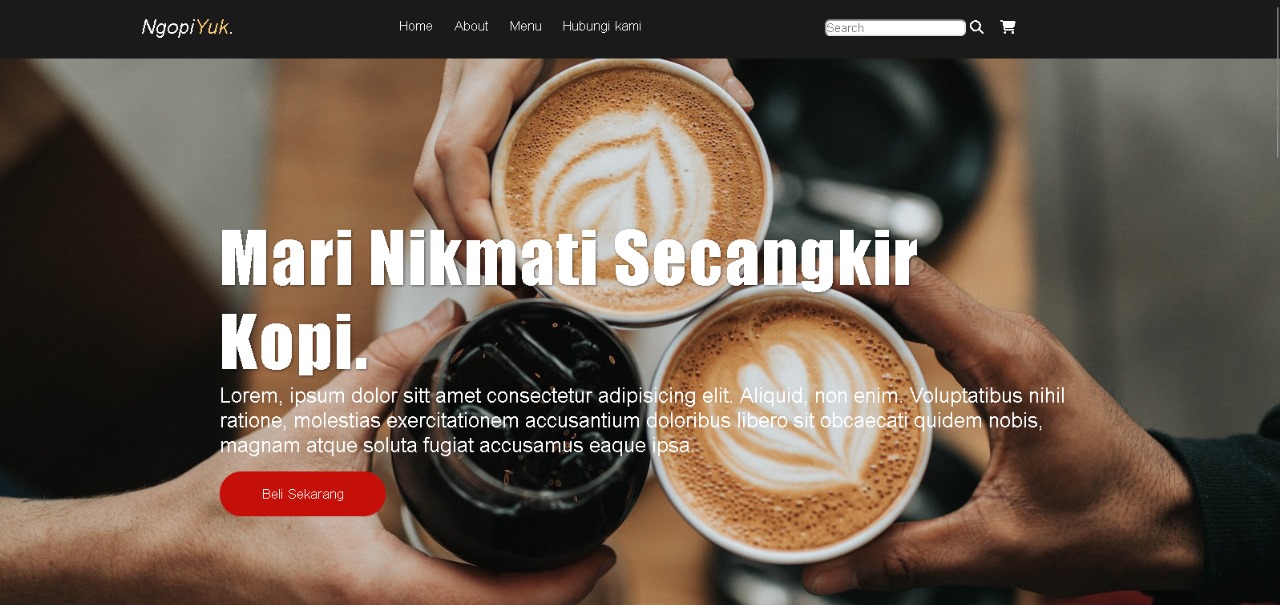 NgopiYuk.
Home About Menu Hubungi kami
Search
Mari Nikmati Secangkir
Kopi.
Lorem, ipsum dolor sitt amet consectetur adipisicing elit. Aliquid, non enim. Voluptatibus nihil
ratione, molestias exercitationem accusantium doloribus libero sit obcaecati quidem nobis,
magnam atque soluta fugiat accusamus eaque ipsa.
Beli Sekarang